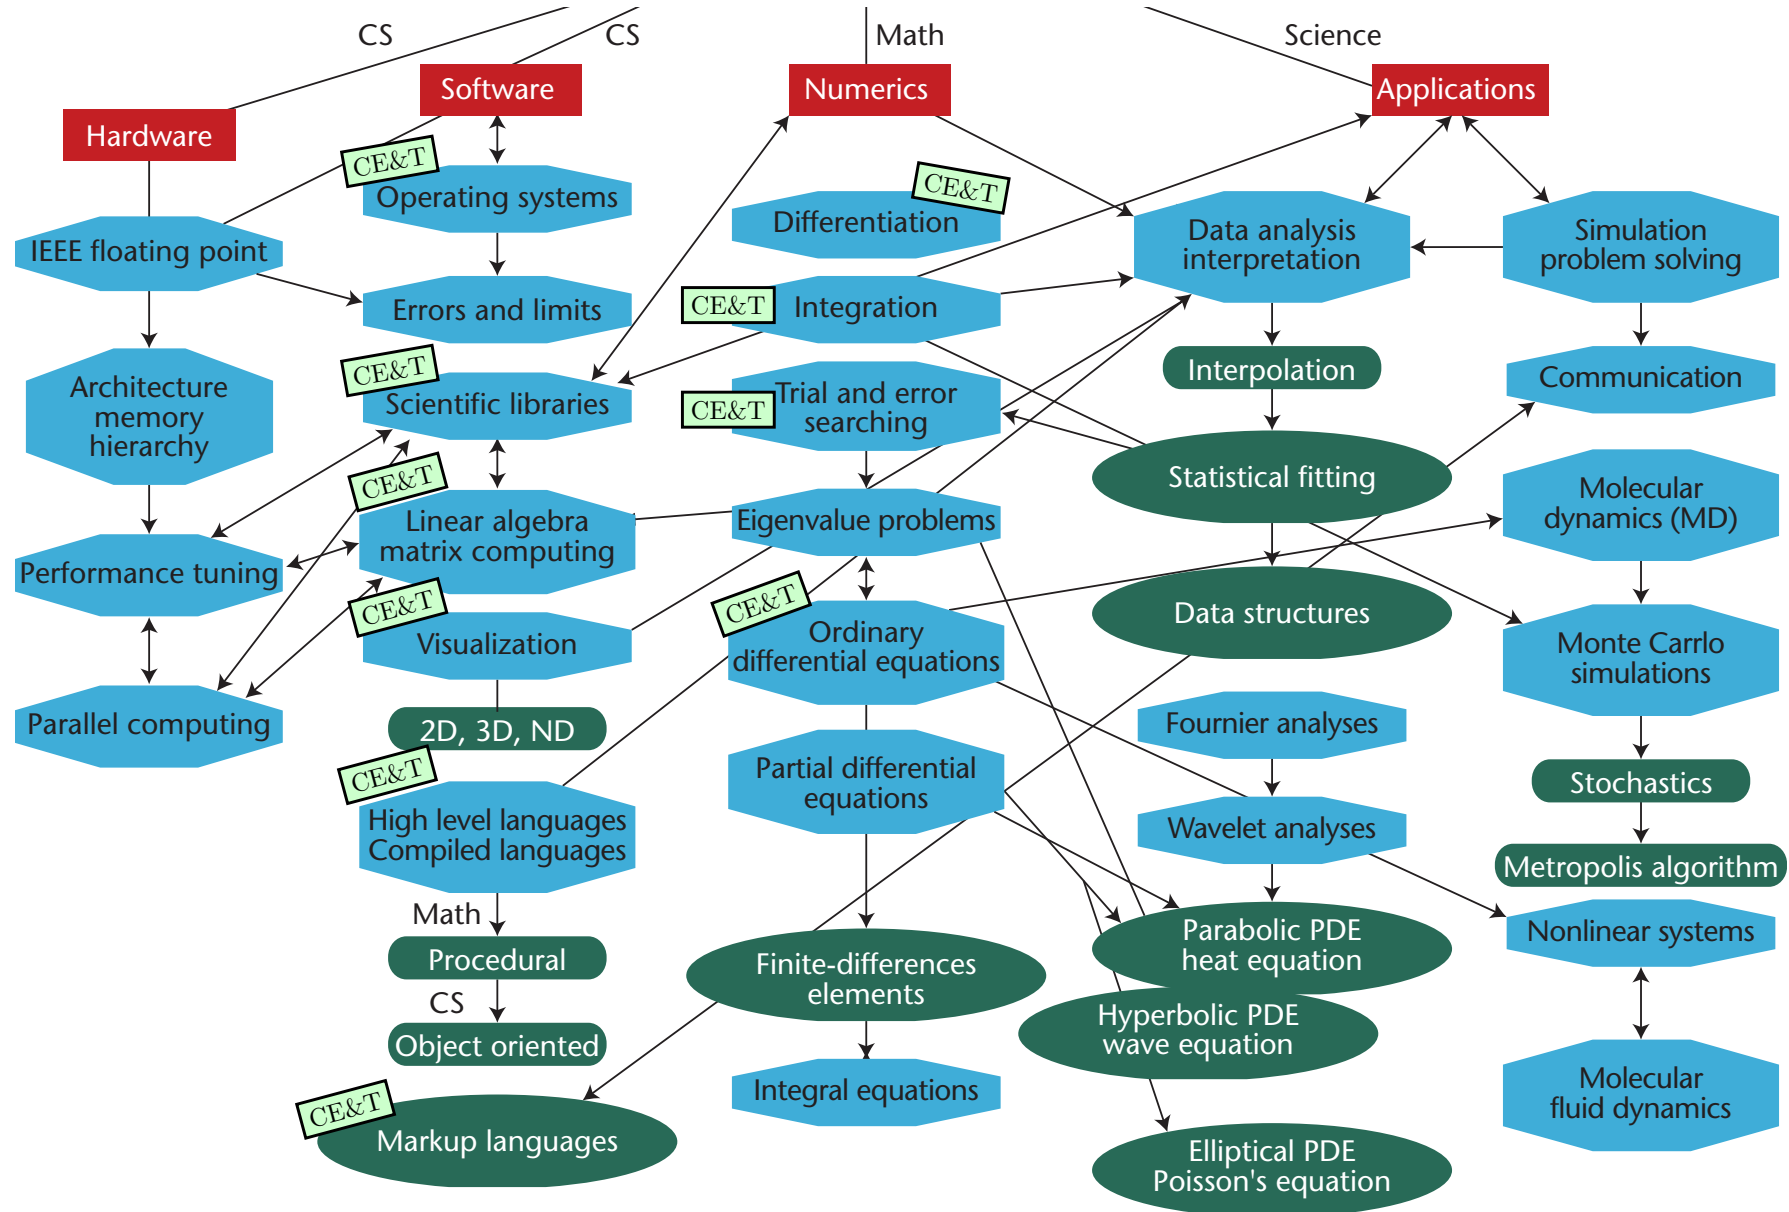 CS
CS
Math
Science
Hardware
Software
Numerics
Applications
CE&T
Operating systems
IEEE floating point
Errors and limits
CE&T
Scientific libraries
Architecture
memory
hierarchy
CE&T
Linear algebra
matrix computing
Performance tuning
CE&T
Visualization
Parallel computing
2D, 3D, ND
CE&T
High level languages
Compiled languages
Math
Procedural
CS
Object oriented
CE&T
Markup languages
CE&T
Differentiation
CE&T
Integration
CE&T
Trial and error
searching
Eigenvalue problems
CE&T
Ordinary
differential equations
Partial differential
equations
Finite-differences
elements
Integral equations
Data analysis
interpretation
Interpolation
Statistical fitting
Data structures
Fournier analyses
Wavelet analyses
Parabolic PDE
heat equation
Hyperbolic PDE
wave equation
Elliptical PDE
Poisson's equation
Simulation
problem solving
Communication
Molecular
dynamics (MD)
Monte Carrlo
simulations
Stochastics
Metropolis algorithm
Nonlinear systems
Molecular
fluid dynamics